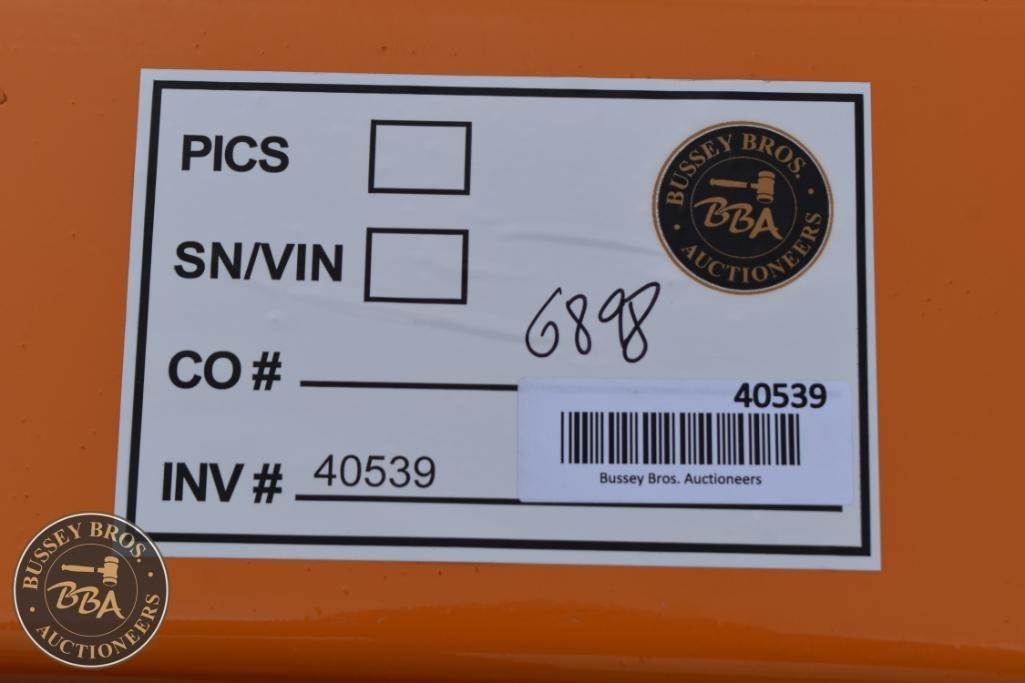 PICS
BUSSEY BROS.
BBA
AUCTIONEERS
SN/VIN
6898
CO #
40539
Bussey Bros. Auctioneers
INV # 40539
BUSSEY BROS.
BBA
AUCTIONEERS